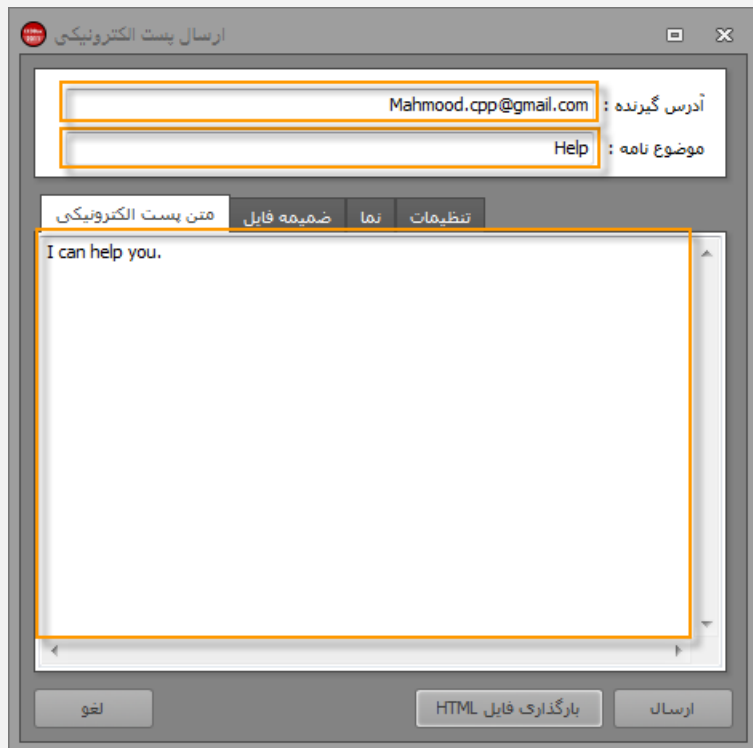 ارسال پست الکترونیکی
آدرس گیرنده : Mahmood.cpp@gmail.com
موضوع نامه : Help
متن پست الکترونیکی ضمیمه فایل نما تنظیمات
I can help you.
ارسال بارگذاری فایل HTML لغو